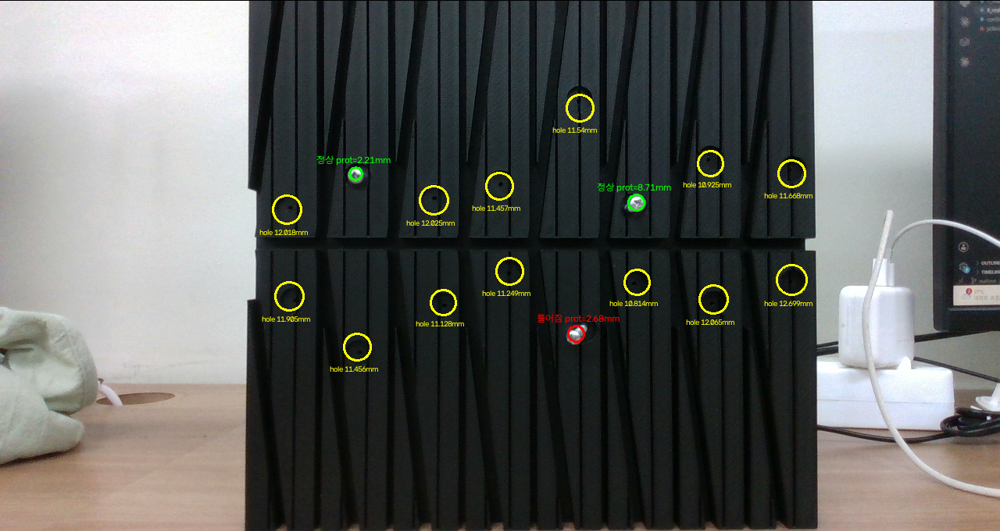 hole 11.54mm
정상 prot=2.21mm
정상 prot=8.71mm
hole 10.925mm
hole 11.668mm
hole 11.457mm
hole 12.025mm
hole 12.018mm
hole 11.249mm
hole 10.814mm
hole 12.699mm
hole 11.905mm
hole 11.128mm
hole 12.065mm
틀어짐 prot=2.68mm
hole 11.456mm
> OUTLINE
> TIMELINE